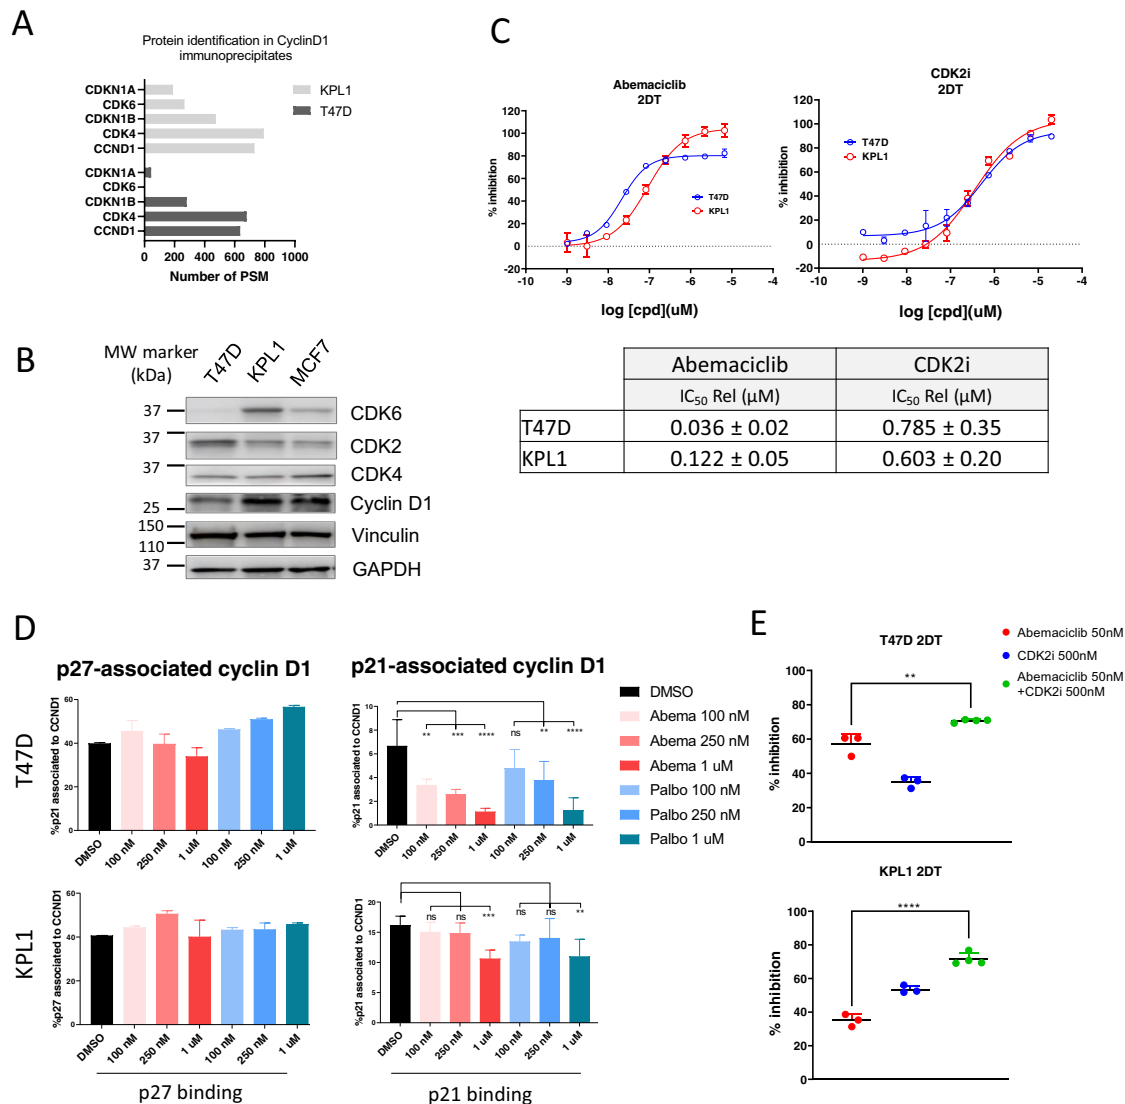 A
Protein identification in CyclinD1
immunoprecipitates
CDKN1A
CDK6
CDKN1B
CDK4
CCND1
CDKN1A
CDK6
CDKN1B
CDK4
CCND1
KPL1
T47D
0 200 400 600 800 1000
Number of PSM
B
MW marker
(kDa)
T47D
KPL1
MCF7
37
CDK6
37
CDK2
37
CDK4
25
Cyclin D1
150
Vinculin
110
37
GAPDH
C
Abemaciclib
2DT
% inhibition
120
100
80
60
40
20
0
-20
T47D
KPL1
-10 -9 -8 -7 -6 -5 -4
log [cpd](uM)
CDK2i
2DT
% inhibition
120
100
80
60
40
20
0
-20
T47D
KPL1
-10 -9 -8 -7 -6 -5 -4
log [cpd](uM)
Abemaciclib CDK2i
IC50 Rel (µM) IC50 Rel (µM)
T47D 0.036 ± 0.02 0.785 ± 0.35
KPL1 0.122 ± 0.05 0.603 ± 0.20
D
p27-associated cyclin D1
p21-associated cyclin D1
T47D
%p21 associated to CCND1
60
40
20
0
DMSO 100 nM 250 nM 1 uM 100 nM 250 nM 1 uM
%p21 associated to CCND1
10
8
6
4
2
0
** *** **** ns ** ****
DMSO 100 nM 250 nM 1 uM 100 nM 250 nM 1 uM
DMSO
Abema 100 nM
Abema 250 nM
Abema 1 uM
Palbo 100 nM
Palbo 250 nM
Palbo 1 uM
KPL1
%p27 associated to CCND1
60
40
20
0
DMSO 100 nM 250 nM 1 uM 100 nM 250 nM 1 uM
p27 binding
%p21 associated to CCND1
20
15
10
5
0
ns ns *** ns ns **
DMSO 100 nM 250 nM 1 uM 100 nM 250 nM 1 uM
p21 binding
E
T47D 2DT
% inhibition
100
80
60
40
20
0
**
Abemaciclib 50nM
CDK2i 500nM
Abemaciclib 50nM
+CDK2i 500nM
KPL1 2DT
% inhibition
100
80
60
40
20
0
****